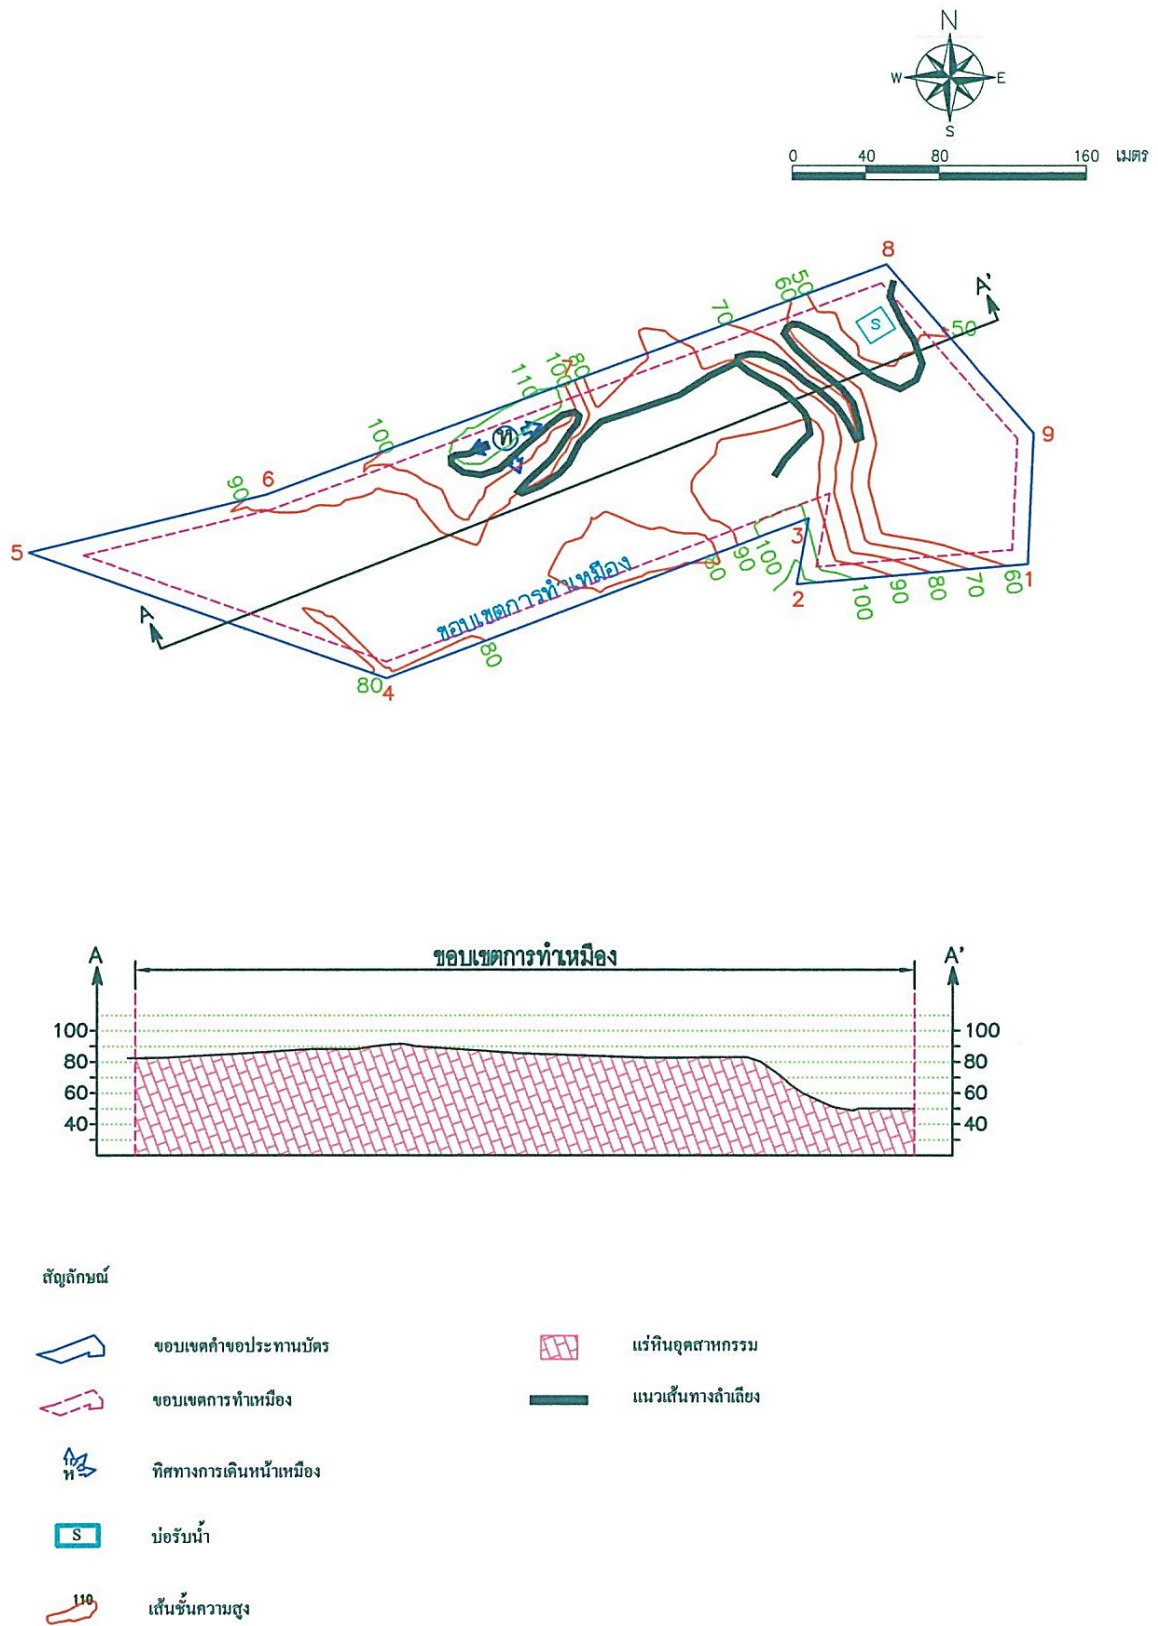 N
W E
S
0 40 80 160 เมตร
8
A'
50
60
70
50
S
80
100
110
100
ท
9
6
90
5
3
90
100
80
1
2
60
70
80
90
100
ขอบเขตการทำเหมือง
A
80
80
4
A ขอบเขตการทำเหมือง A'
100 100
80 80
60 60
40 40
สัญลักษณ์
ขอบเขตคำขอประทานบัตร แร่หินอุตสาหกรรม
ขอบเขตการทำเหมือง แนวเส้นทางลำเลียง
ห ทิศทางการเดินหน้าเหมือง
S บ่อรับน้ำ
110 เส้นชั้นความสูง